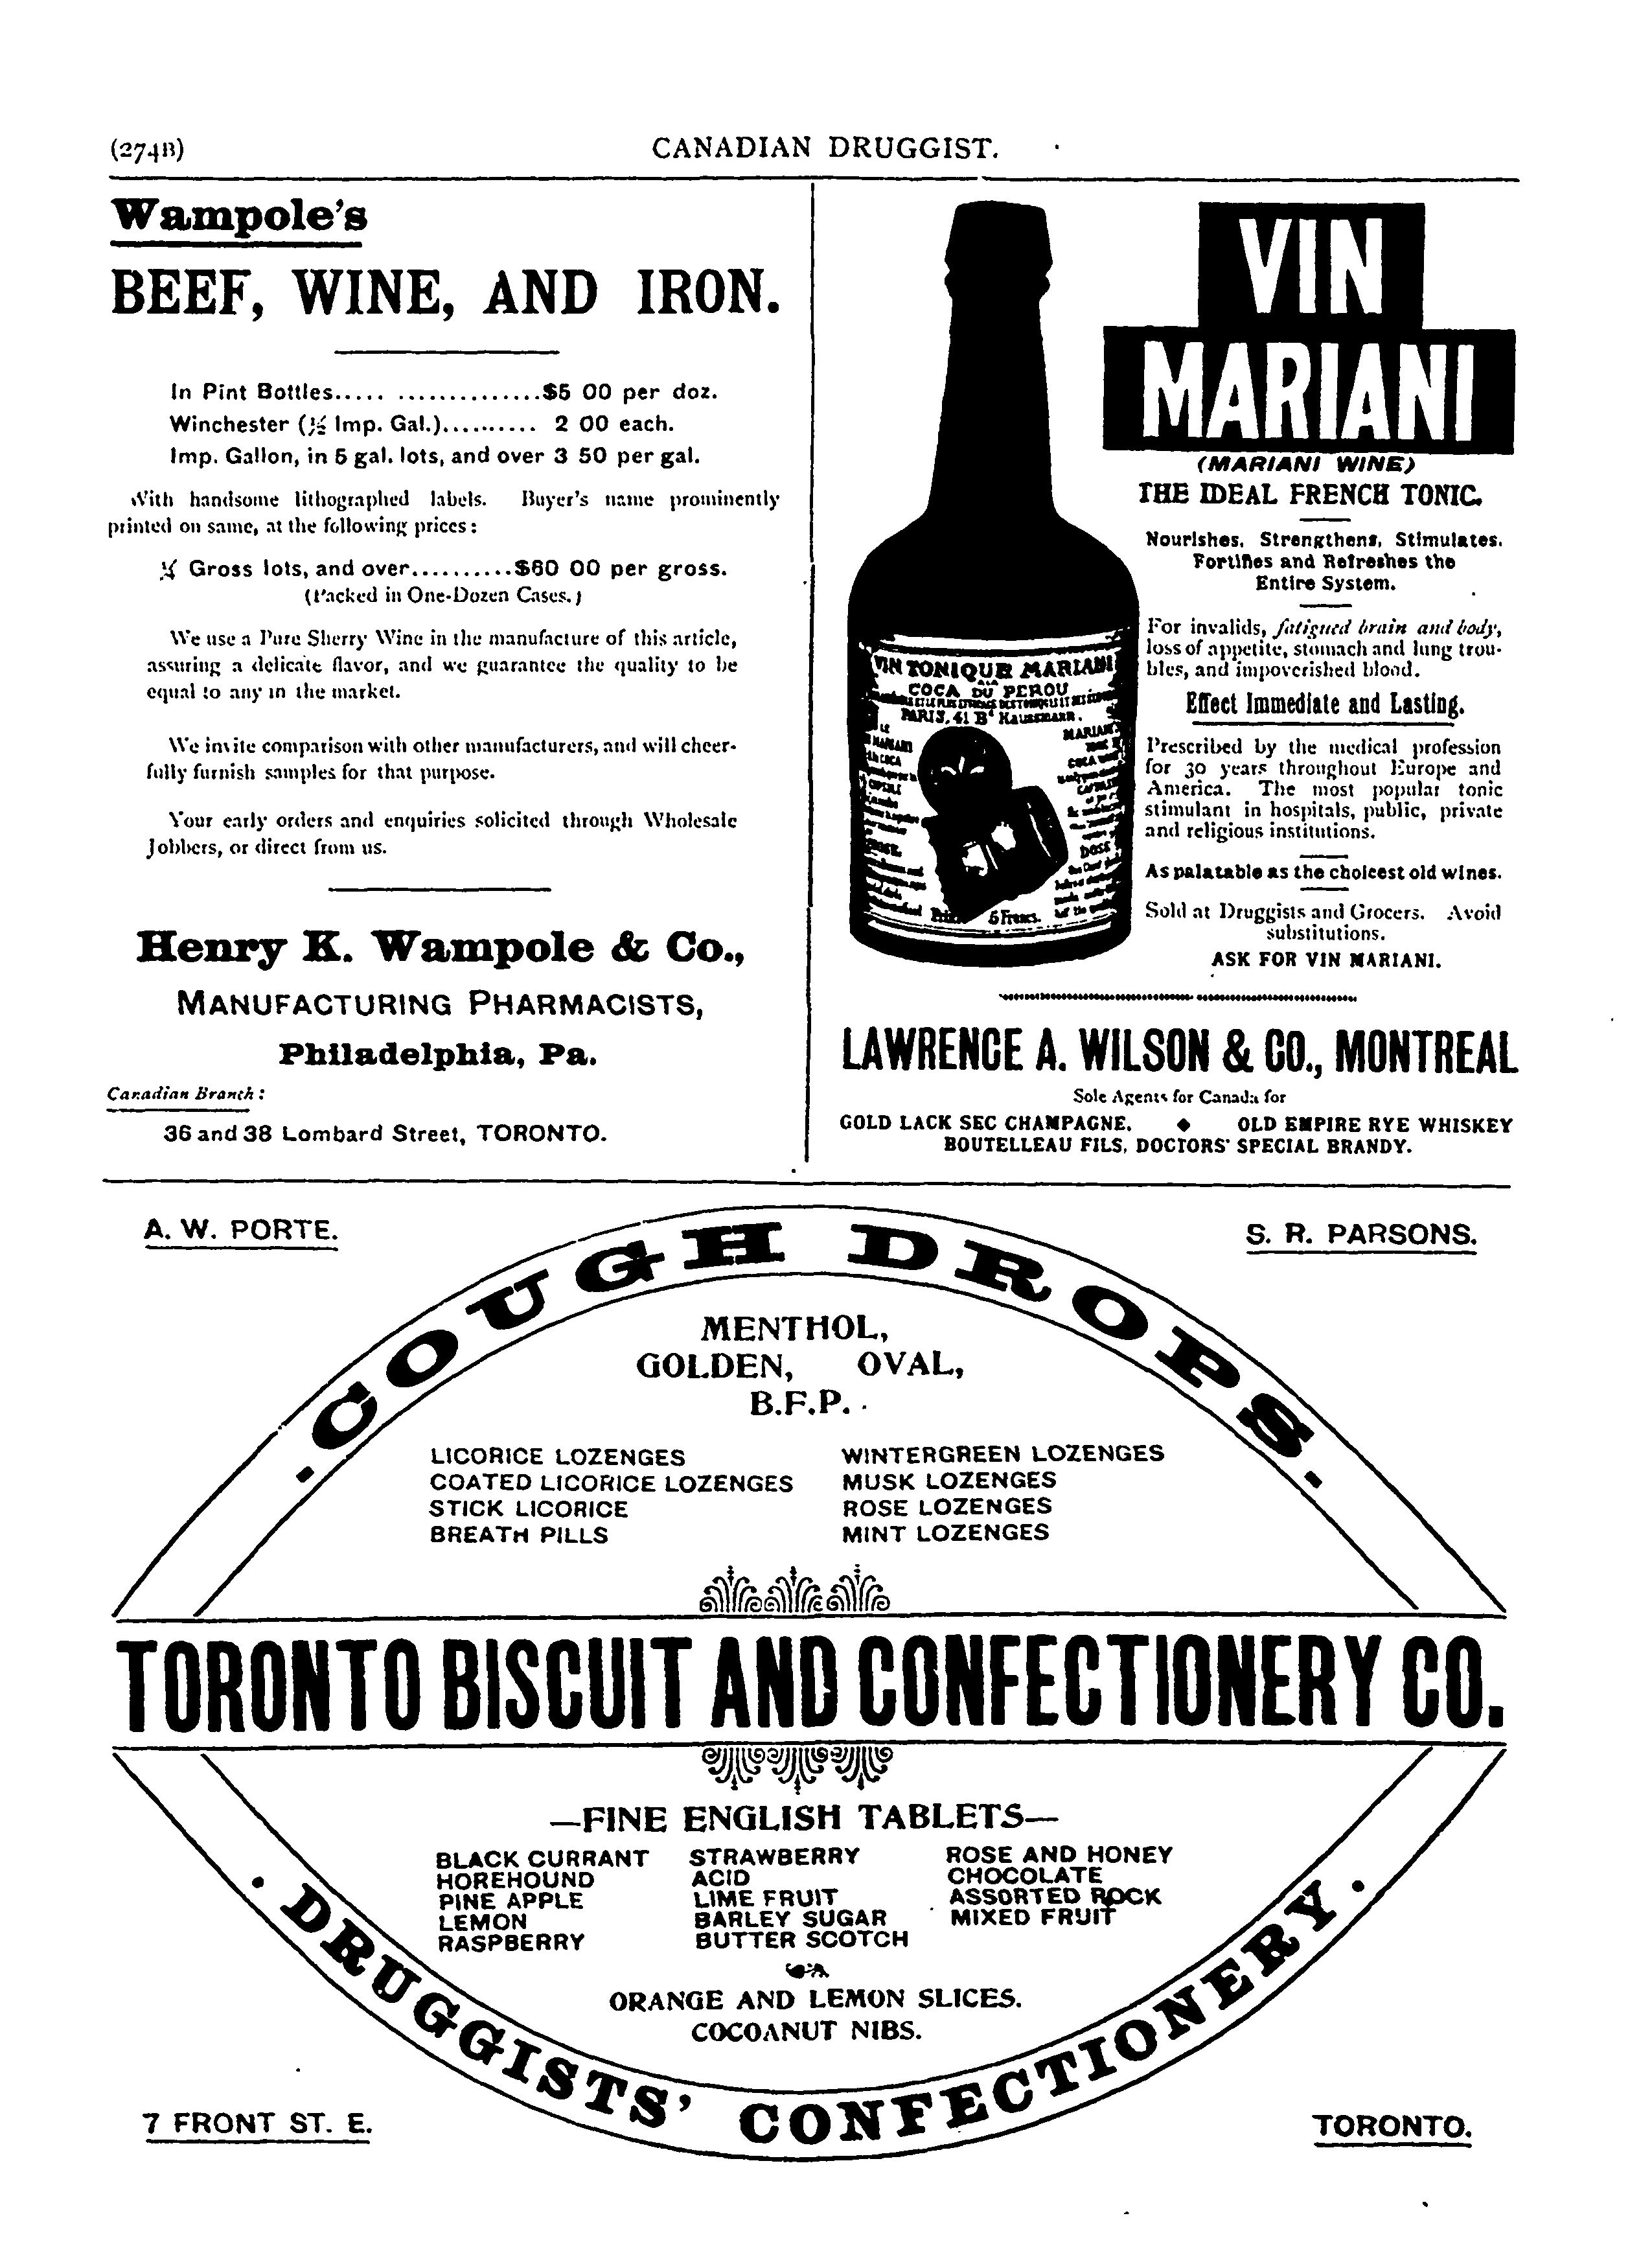 (274B)
CANADIAN DRUGGIST.
Wampole's
BEEF, WINE, AND IRON.
In Pint Bottles..... ..............$5 00 per doz.
Winchester (½ Imp. Gal.).......... 2 00 each.
Imp. Gallon, in 5 gal. lots, and over 3 50 per gal.
With handsome lithographed labels. Buyer's name prominently
printed on same, at the following prices:
¼ Gross lots, and over..........$60 00 per gross.
(Packed in One-Dozen Cases.)
We use a Pure Sherry Wine in the manufacture of this article,
assuring a delicate flavor, and we guarantee the quality to be
equal to any in the market.
We invite comparison with other manufacturers, and will cheer-
fully furnish samples for that purpose.
Your early orders and enquiries solicited through Wholesale
Jobbers, or direct from us.
Henry K. Wampole & Co.,
MANUFACTURING PHARMACISTS,
Philadelphia, Pa.
Canadian Branch:
36 and 38 Lombard Street, TORONTO.
VIN TONIQUE MARIANI
COCA DU PEROU
PARIS, 41 Bd Haussmann.
5 Francs.
VIN
MARIANI
(MARIANI WINE)
THE IDEAL FRENCH TONIC.
Nourishes, Strengthens, Stimulates.
Fortifies and Refreshes the
Entire System.
For invalids, fatigued brain and body,
loss of appetite, stomach and lung trou-
bles, and impoverished blood.
Effect Immediate and Lasting.
Prescribed by the medical profession
for 30 years throughout Europe and
America. The most popular tonic
stimulant in hospitals, public, private
and religious institutions.
As palatable as the choicest old wines.
Sold at Druggists and Grocers. Avoid
substitutions.
ASK FOR VIN MARIANI.
LAWRENCE A. WILSON & CO., MONTREAL
Sole Agents for Canada for
GOLD LACK SEC CHAMPAGNE. ◆ OLD EMPIRE RYE WHISKEY
BOUTELLEAU FILS, DOCTORS' SPECIAL BRANDY.
A. W. PORTE.
S. R. PARSONS.
· COUGH DROPS ·
MENTHOL,
GOLDEN, OVAL,
B.F.P.
LICORICE LOZENGES
COATED LICORICE LOZENGES
STICK LICORICE
BREATH PILLS
WINTERGREEN LOZENGES
MUSK LOZENGES
ROSE LOZENGES
MINT LOZENGES
TORONTO BISCUIT AND CONFECTIONERY CO.
—FINE ENGLISH TABLETS—
BLACK CURRANT
HOREHOUND
PINE APPLE
LEMON
RASPBERRY
STRAWBERRY
ACID
LIME FRUIT
BARLEY SUGAR
BUTTER SCOTCH
ROSE AND HONEY
CHOCOLATE
ASSORTED ROCK
MIXED FRUIT
ORANGE AND LEMON SLICES.
COCOANUT NIBS.
· DRUGGISTS' CONFECTIONERY ·
7 FRONT ST. E.
TORONTO.